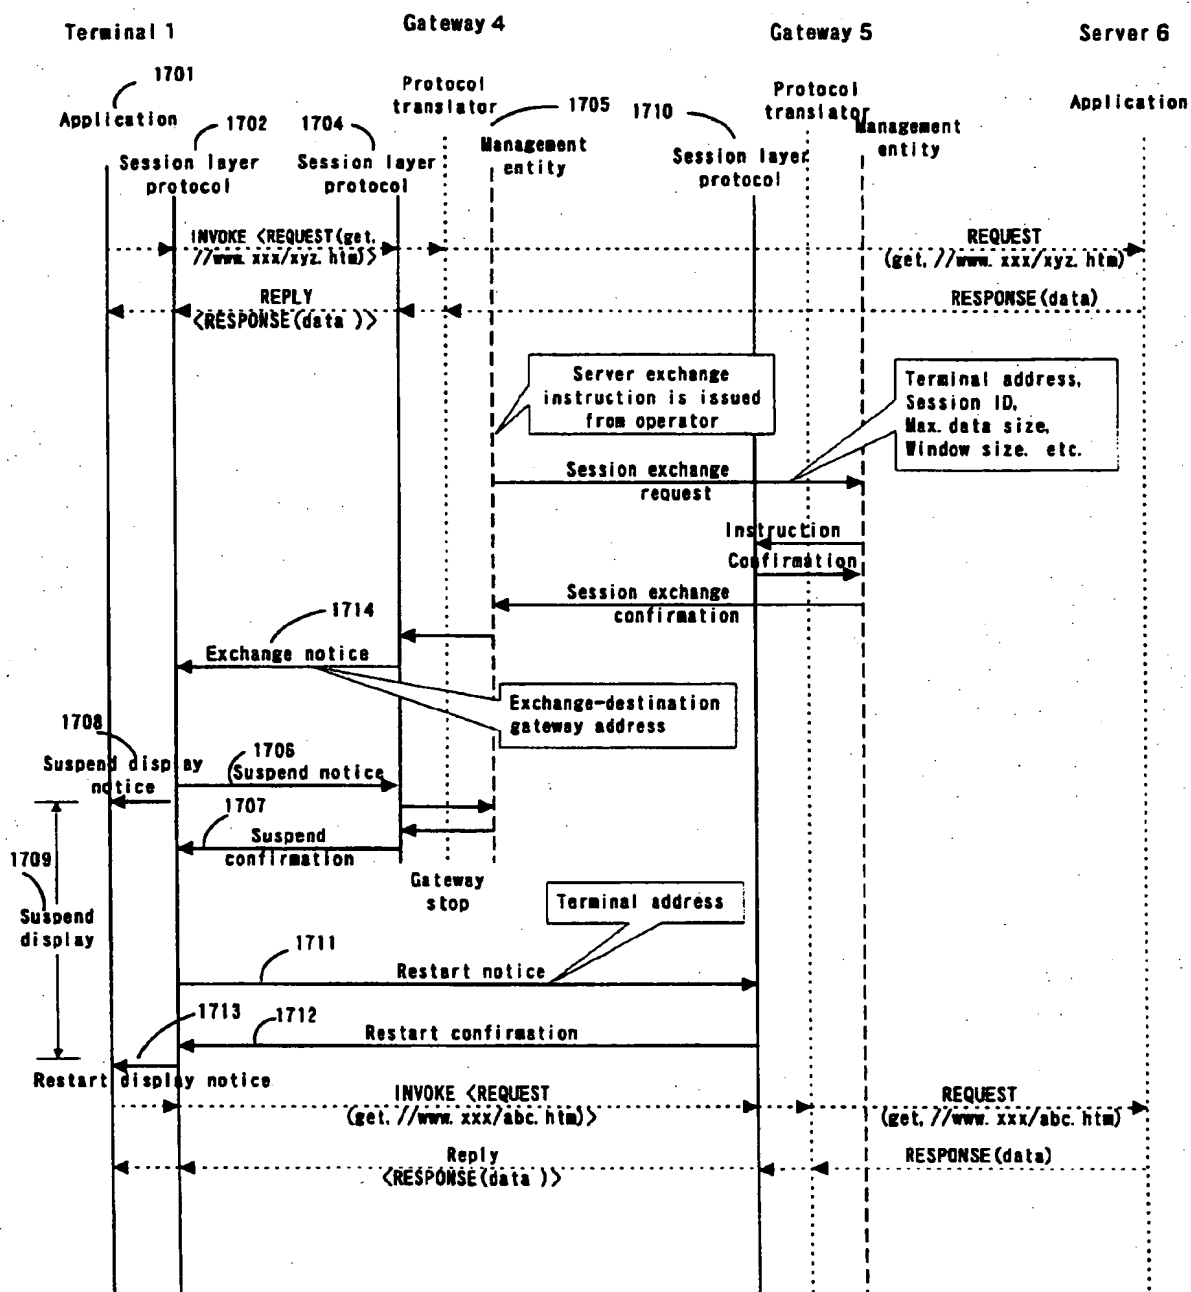 Terminal 1
Gateway 4
Gateway 5
Server 6
1701
Application
1702
Session layer
protocol
1704
Session layer
protocol
Protocol
translator
1705
Management
entity
1710
Session layer
protocol
Protocol
translator
Management
entity
Application
INVOKE <REQUEST(get,
//www.xxx/xyz.htm)>
REQUEST
(get, //www.xxx/xyz.htm)
REPLY
<RESPONSE(data )>
RESPONSE(data)
Server exchange
instruction is issued
from operator
Terminal address,
Session ID,
Max. data size,
Window size. etc.
Session exchange
request
Instruction
Confirmation
Session exchange
confirmation
1714
Exchange notice
Exchange-destination
gateway address
1708
Suspend display
notice
1706
Suspend notice
1707
Suspend
confirmation
1709
Suspend
display
Gateway
stop
Terminal address
1711
Restart notice
1713
1712
Restart confirmation
Restart display notice
INVOKE <REQUEST
(get, //www.xxx/abc.htm)>
REQUEST
(get, //www.xxx/abc.htm)
Reply
<RESPONSE(data )>
RESPONSE(data)